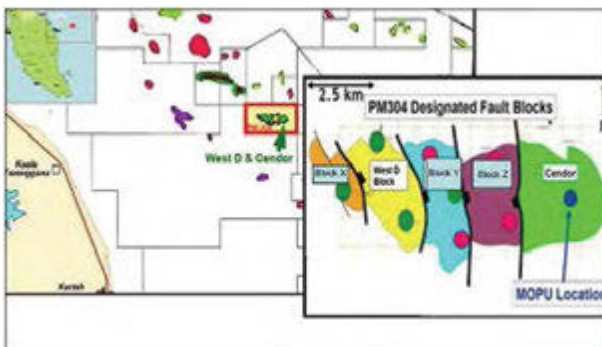 West D & Cendor
Kuala
Kerteh
2.5 km
PM304 Designated Fault Blocks
Block X
West D
Block
Block Y
Block Z
Cendor
MOPU Location